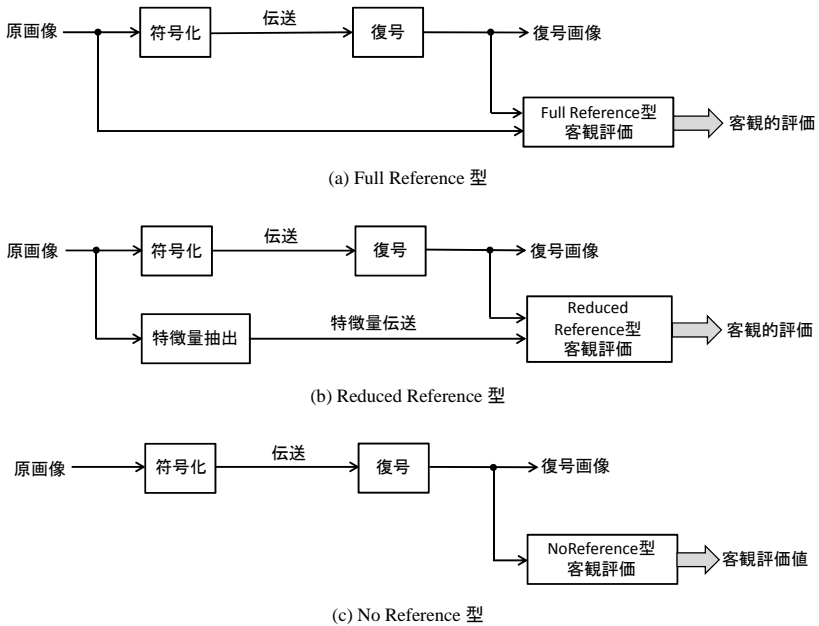 原画像
符号化
伝送
復号
復号画像
Full Reference型
客観評価
客観的評価
(a) Full Reference 型
原画像
符号化
伝送
復号
復号画像
特徴量抽出
特徴量伝送
Reduced
Reference型
客観評価
客観的評価
(b) Reduced Reference 型
原画像
符号化
伝送
復号
復号画像
NoReference型
客観評価
客観評価値
(c) No Reference 型